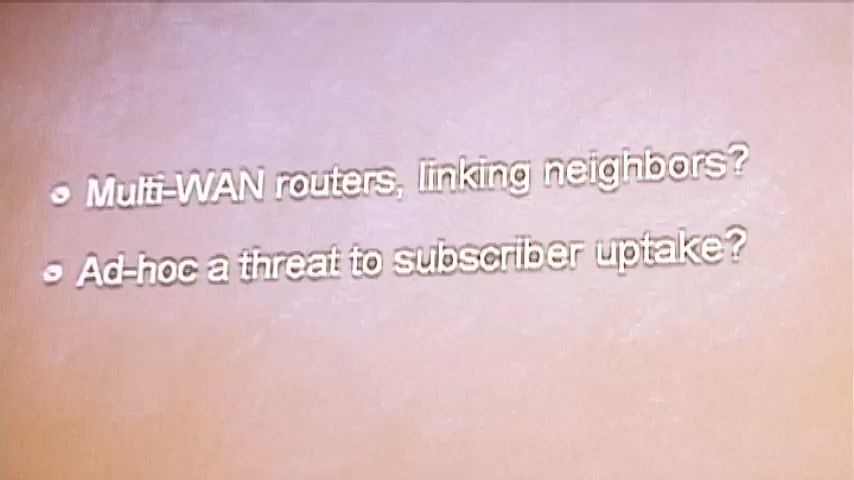 • Multi-WAN routers, linking neighbors?
• Ad-hoc a threat to subscriber uptake?